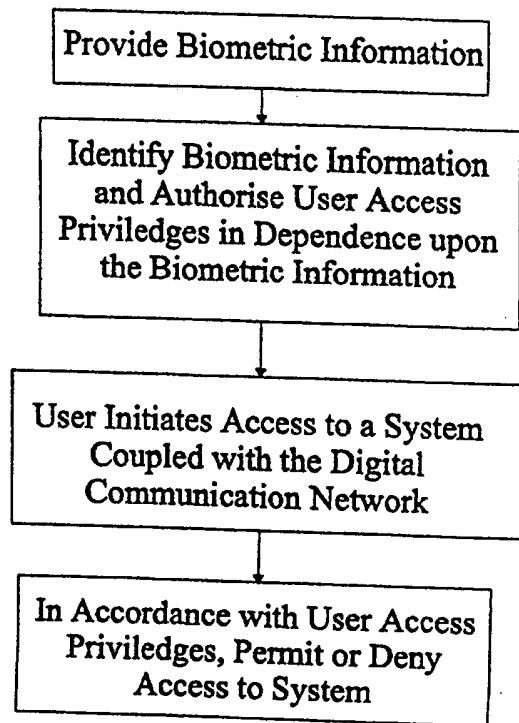 Provide Biometric Information
Identify Biometric Information
and Authorise User Access
Priviledges in Dependence upon
the Biometric Information
User Initiates Access to a System
Coupled with the Digital
Communication Network
In Accordance with User Access
Priviledges, Permit or Deny
Access to System